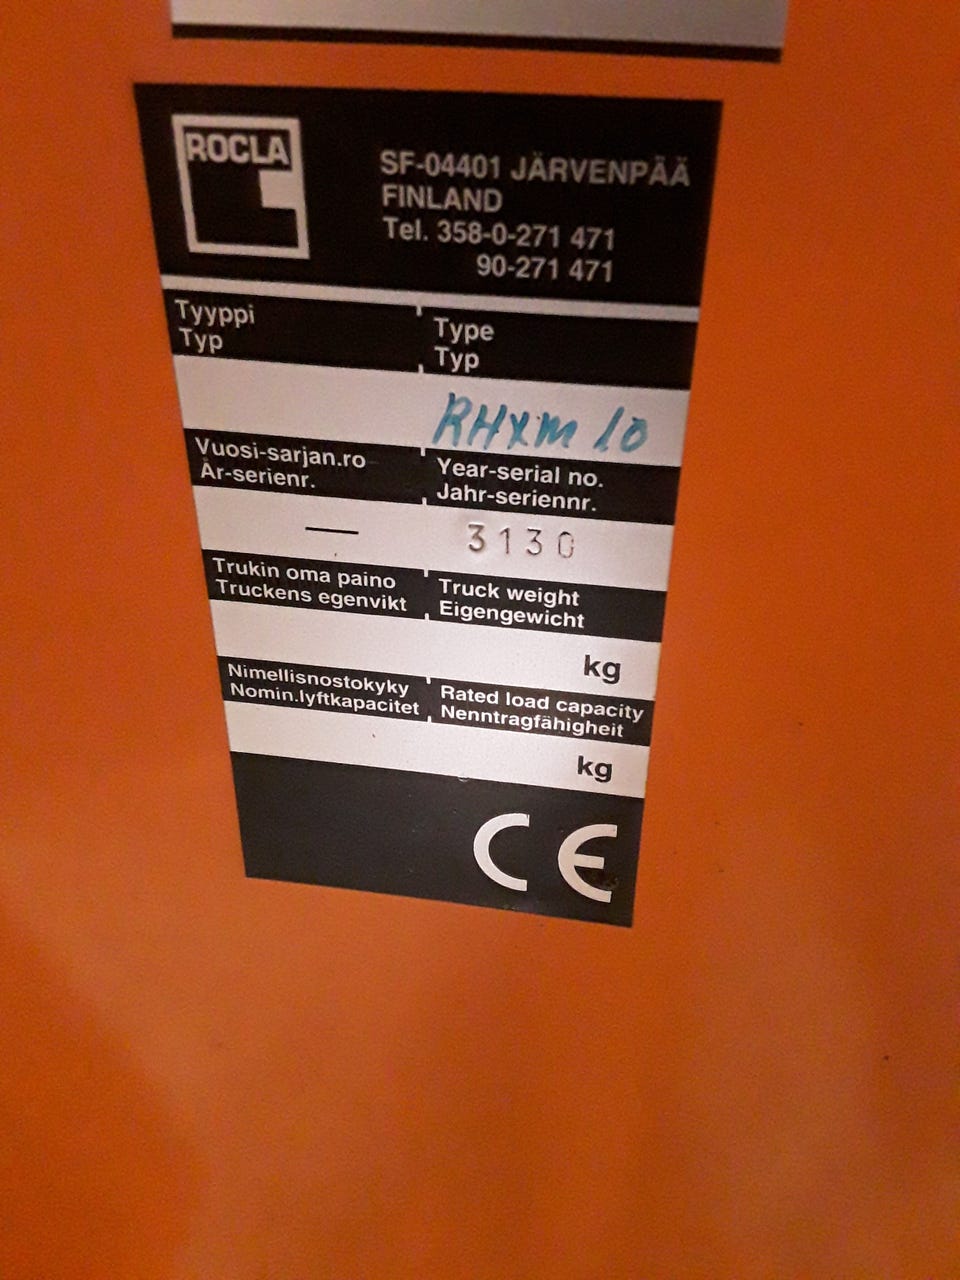 ROCLA
SF-04401 JÄRVENPÄÄ
FINLAND
Tel. 358-0-271 471
90-271 471
Tyyppi
Typ
Type
Typ
RHXM 10
Vuosi-sarjan.ro
År-serienr.
Year-serial no.
Jahr-seriennr.
—
3130
Trukin oma paino
Truckens egenvikt
Truck weight
Eigengewicht
kg
Nimellisnostokyky
Nomin.lyftkapacitet
Rated load capacity
Nenntragfähigheit
kg
CE